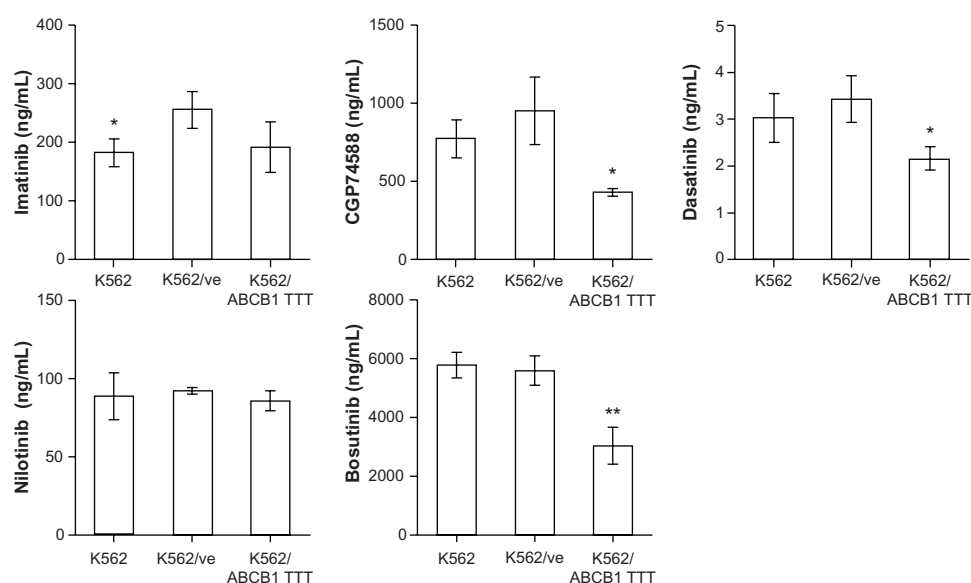 Imatinib (ng/mL)
400
300
200
100
0
*
K562
K562/ve
K562/
ABCB1 TTT
CGP74588 (ng/mL)
1500
1000
500
0
*
K562
K562/ve
K562/
ABCB1 TTT
Dasatinib (ng/mL)
5
4
3
2
1
0
*
K562
K562/ve
K562/
ABCB1 TTT
Nilotinib (ng/mL)
150
100
50
0
K562
K562/ve
K562/
ABCB1 TTT
Bosutinib (ng/mL)
8000
6000
4000
2000
0
**
K562
K562/ve
K562/
ABCB1 TTT